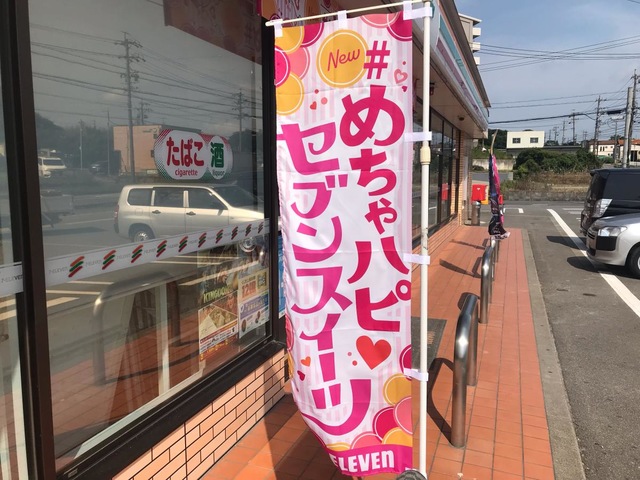 New
#めちゃハピ♥
セブンスイーツ
ELEVEN
たばこ
cigarette
酒
liquor